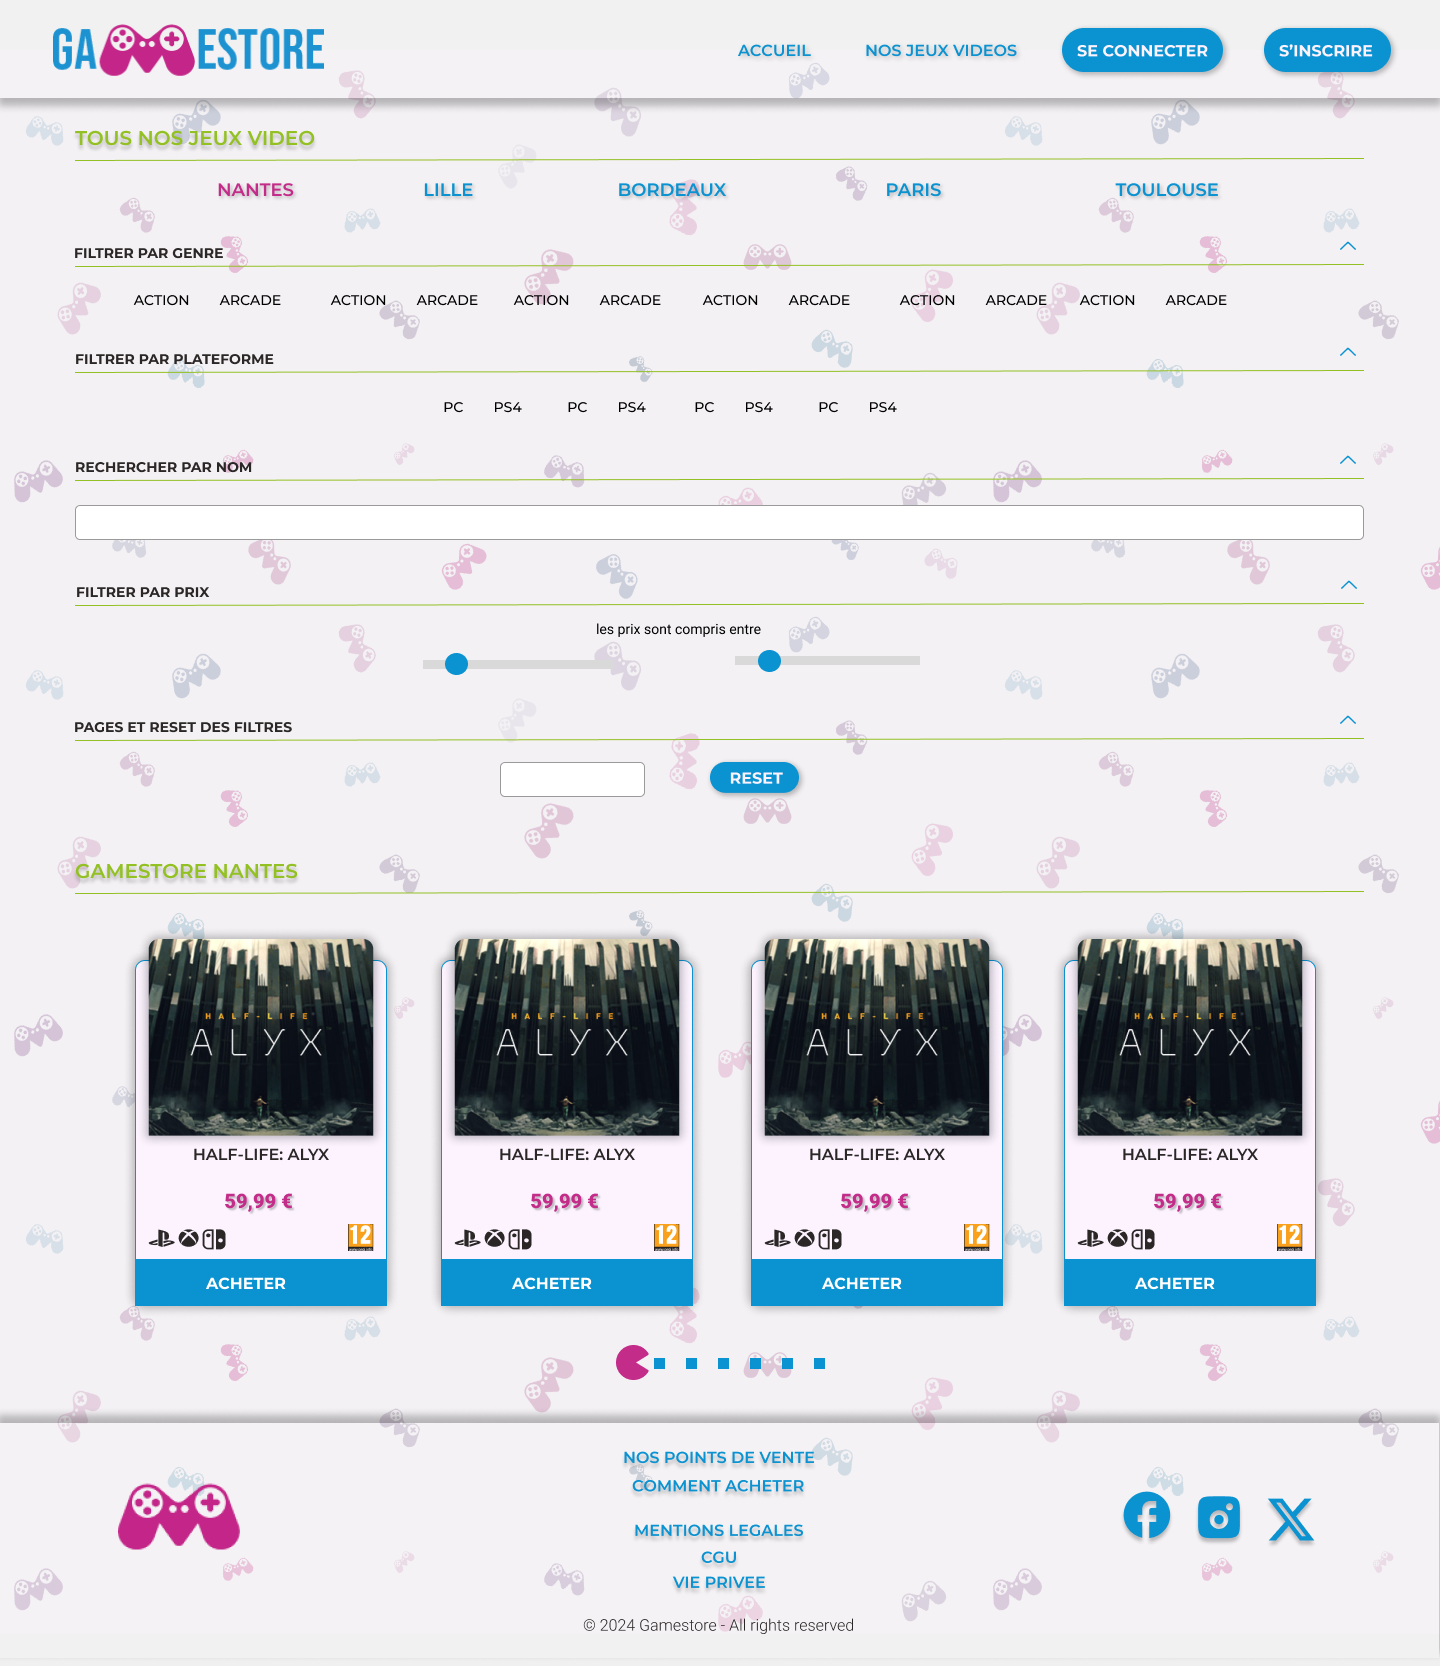 GAMESTORE
ACCUEIL NOS JEUX VIDEOS SE CONNECTER S'INSCRIRE
TOUS NOS JEUX VIDEO
NANTES LILLE BORDEAUX PARIS TOULOUSE
FILTRER PAR GENRE
ACTION ARCADE ACTION ARCADE ACTION ARCADE ACTION ARCADE ACTION ARCADE ACTION ARCADE
FILTRER PAR PLATEFORME
PC PS4 PC PS4 PC PS4 PC PS4
RECHERCHER PAR NOM
FILTRER PAR PRIX
les prix sont compris entre
PAGES ET RESET DES FILTRES
RESET
GAMESTORE NANTES
HALF-LIFE HALF-LIFE HALF-LIFE HALF-LIFE
ALYX ALYX ALYX ALYX
HALF-LIFE: ALYX HALF-LIFE: ALYX HALF-LIFE: ALYX HALF-LIFE: ALYX
59,99 € 59,99 € 59,99 € 59,99 €
12 12 12 12
ACHETER ACHETER ACHETER ACHETER
NOS POINTS DE VENTE
COMMENT ACHETER
MENTIONS LEGALES
CGU
VIE PRIVEE
© 2024 Gamestore - All rights reserved